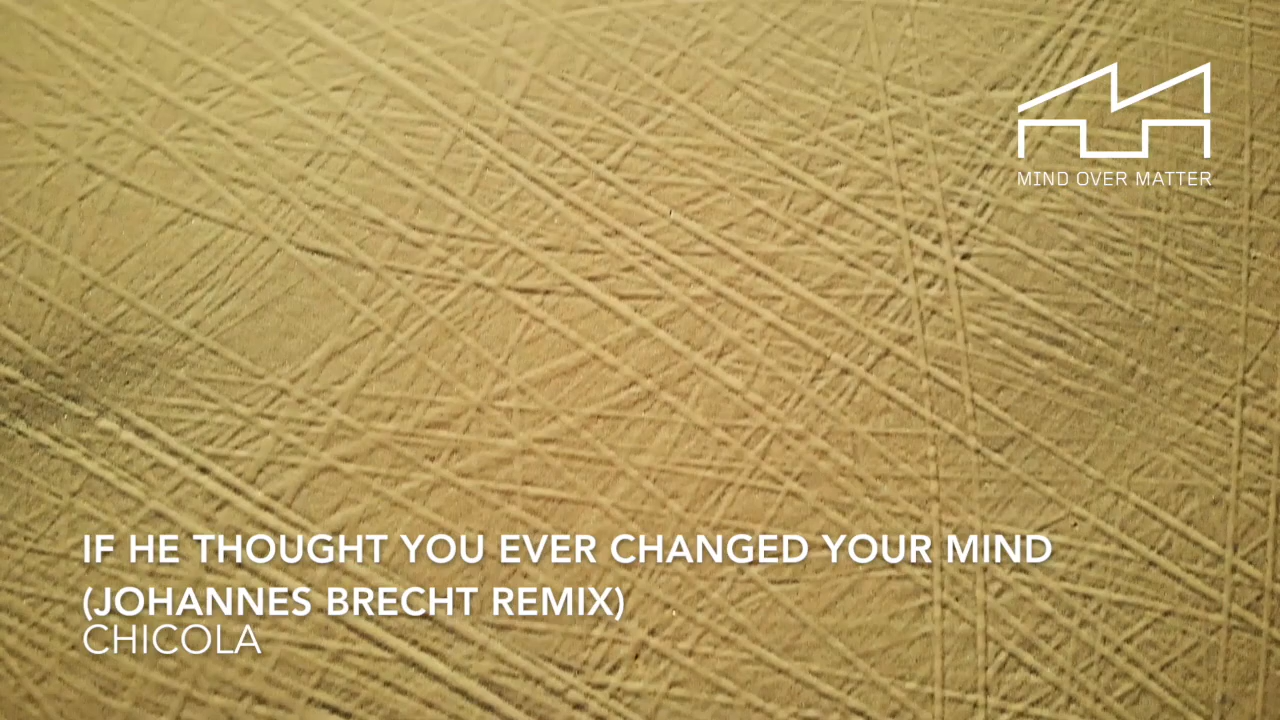 MIND OVER MATTER
IF HE THOUGHT YOU EVER CHANGED YOUR MIND
(JOHANNES BRECHT REMIX)
CHICOLA